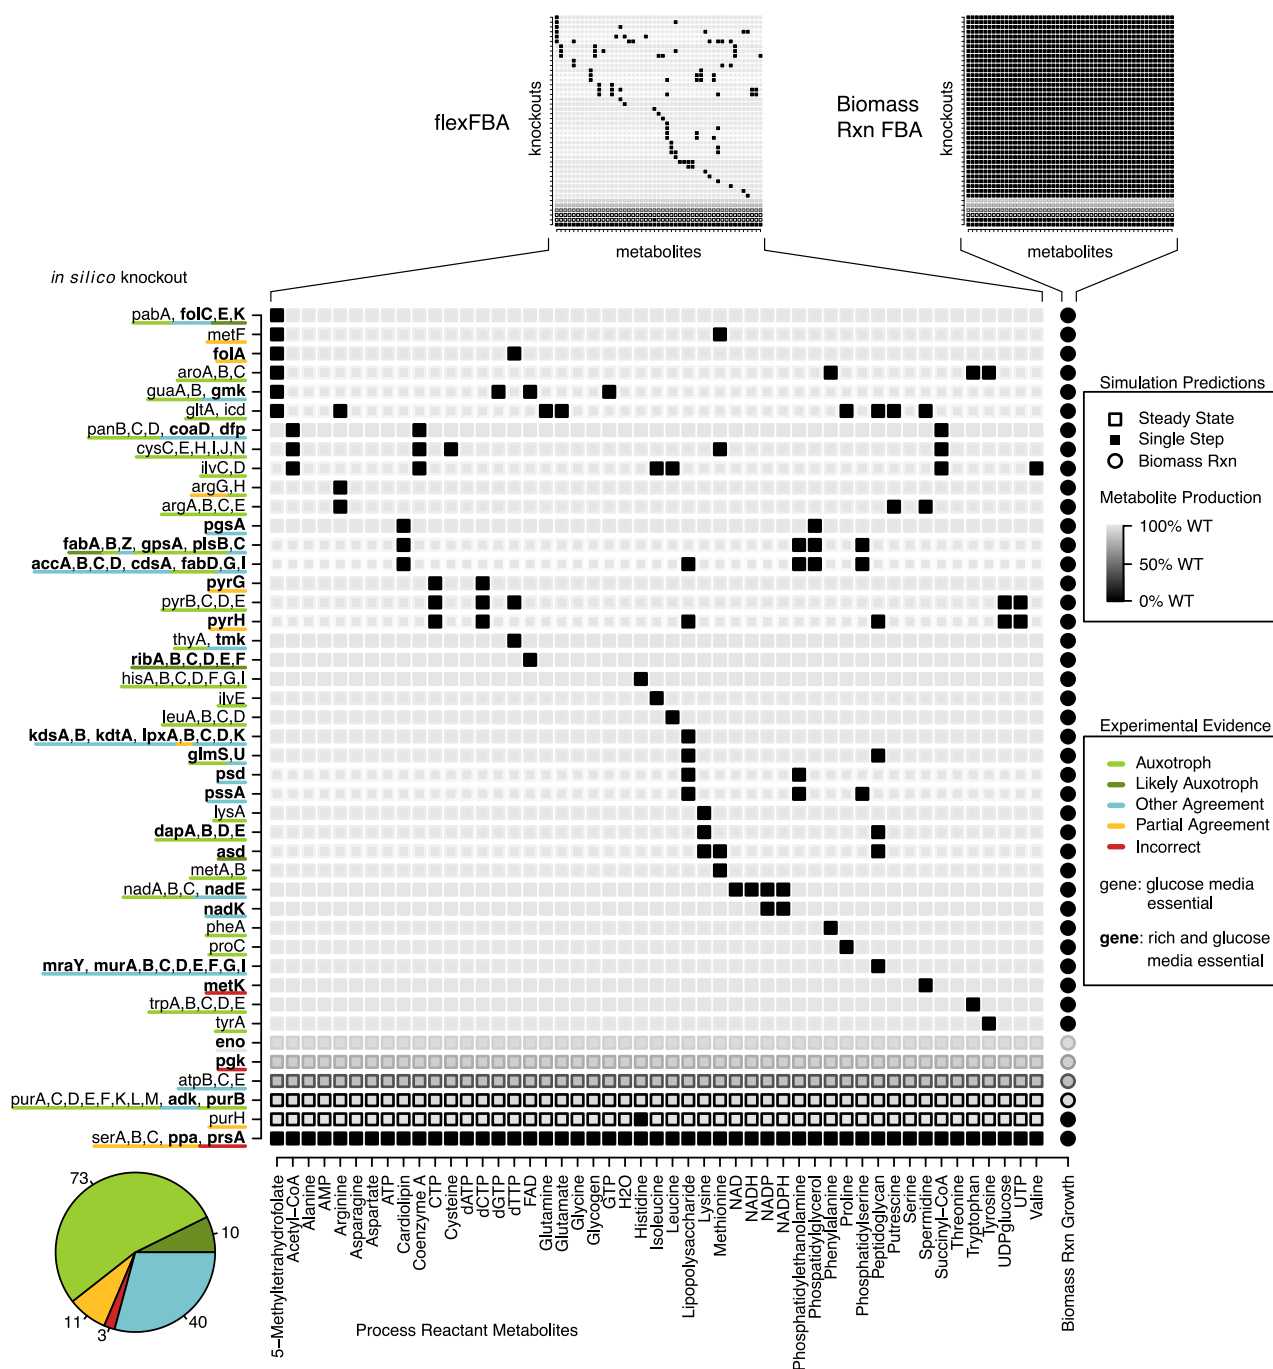 flexFBA
knockouts
metabolites
Biomass
Rxn FBA
knockouts
metabolites
in silico knockout
pabA, folC,E,K
metF
folA
aroA,B,C
guaA,B, gmk
gltA, icd
panB,C,D, coaD, dfp
cysC,E,H,I,J,N
ilvC,D
argG,H
argA,B,C,E
pgsA
fabA,B,Z, gpsA, plsB,C
accA,B,C,D, cdsA, fabD,G,I
pyrG
pyrB,C,D,E
pyrH
thyA, tmk
ribA,B,C,D,E,F
hisA,B,C,D,F,G,I
ilvE
leuA,B,C,D
kdsA,B, kdtA, lpxA,B,C,D,K
glmS,U
psd
pssA
lysA
dapA,B,D,E
asd
metA,B
nadA,B,C, nadE
nadK
pheA
proC
mraY, murA,B,C,D,E,F,G,I
metK
trpA,B,C,D,E
tyrA
eno
pgk
atpB,C,E
purA,C,D,E,F,K,L,M, adk, purB
purH
serA,B,C, ppa, prsA
Simulation Predictions
Steady State
Single Step
Biomass Rxn
Metabolite Production
100% WT
50% WT
0% WT
Experimental Evidence
Auxotroph
Likely Auxotroph
Other Agreement
Partial Agreement
Incorrect
gene: glucose media
essential
gene: rich and glucose
media essential
73
10
40
3
11
5−Methyltetrahydrofolate
Acetyl−CoA
Alanine
AMP
Arginine
Asparagine
Aspartate
ATP
Cardiolipin
Coenzyme A
CTP
Cysteine
dATP
dCTP
dGTP
dTTP
FAD
Glutamine
Glutamate
Glycine
Glycogen
GTP
H2O
Histidine
Isoleucine
Leucine
Lipopolysaccharide
Lysine
Methionine
NAD
NADH
NADP
NADPH
Phosphatidylethanolamine
Phospatidylglycerol
Phenylalanine
Proline
Phosphatidylserine
Peptidoglycan
Putrescine
Serine
Spermidine
Succinyl−CoA
Threonine
Tryptophan
Tyrosine
UDPglucose
UTP
Valine
Biomass Rxn Growth
Process Reactant Metabolites